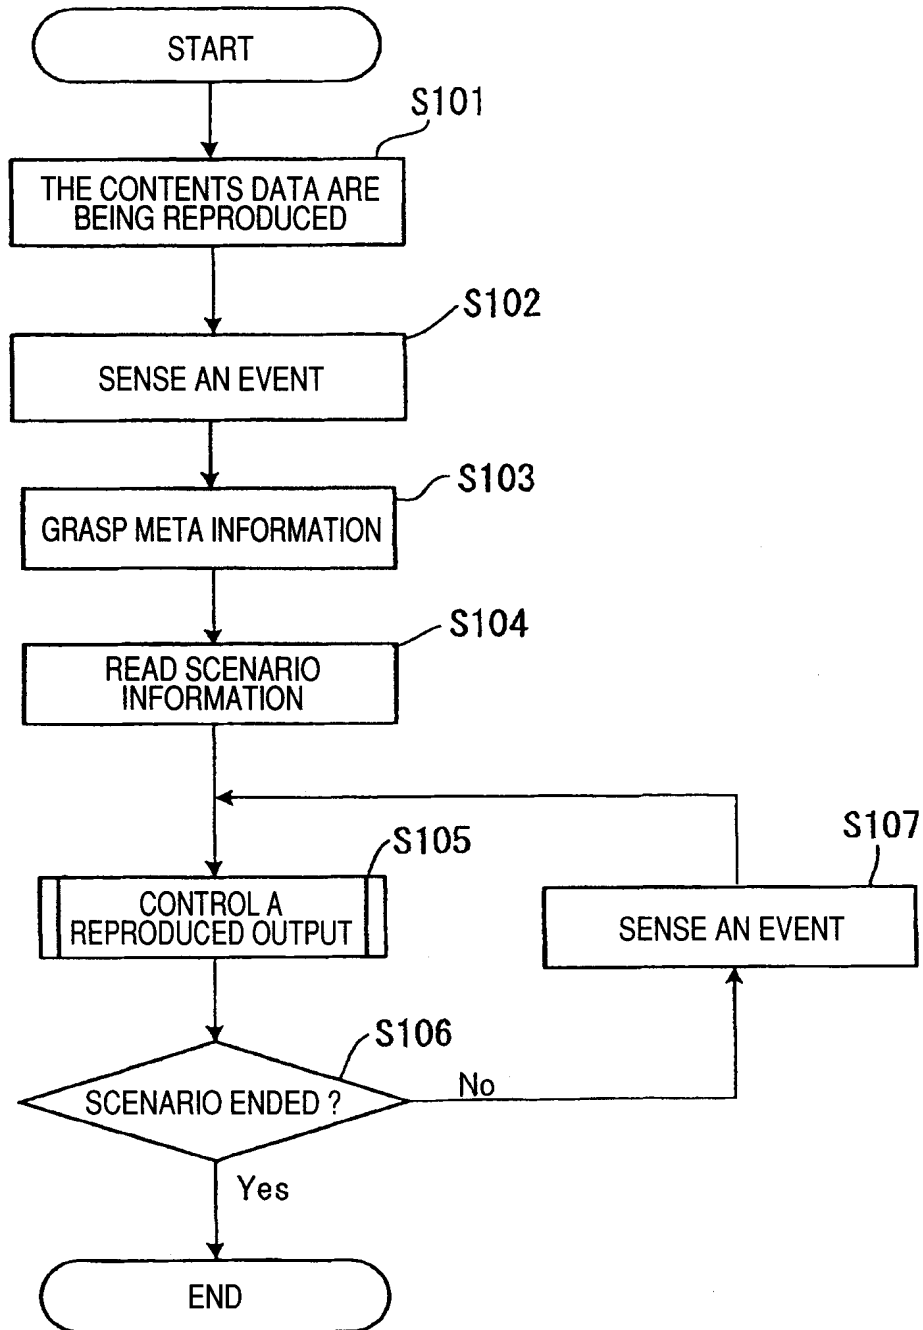 START
S101
THE CONTENTS DATA ARE
BEING REPRODUCED
S102
SENSE AN EVENT
S103
GRASP META INFORMATION
S104
READ SCENARIO
INFORMATION
S105
CONTROL A
REPRODUCED OUTPUT
S107
SENSE AN EVENT
S106
SCENARIO ENDED ?
No
Yes
END